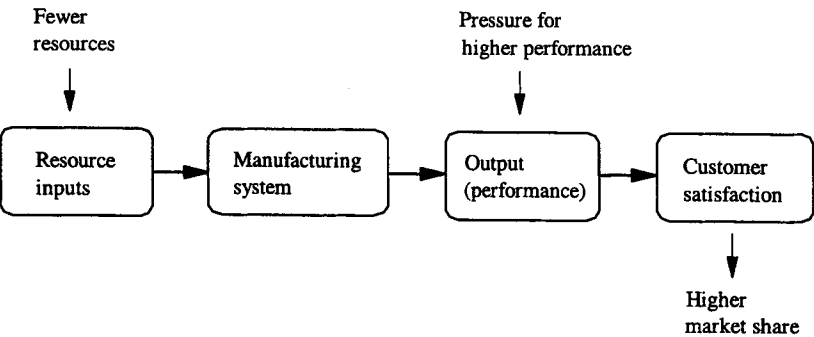 Fewer
resources
Pressure for
higher performance
Resource
inputs
Manufacturing
system
Output
(performance)
Customer
satisfaction
Higher
market share